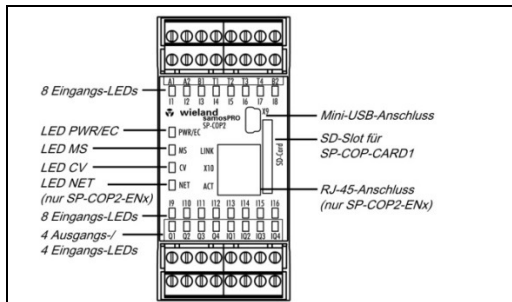 A1 A2 B1 T1 T2 T3 T4 B2
8 Eingangs-LEDs
I1 I2 I3 I4 I5 I6 I7 I8
wieland
samosPRO
SP-COP2
X9
Mini-USB-Anschluss
LED PWR/EC
PWR/EC
SD-Slot für
SP-COP-CARD1
SD-Card
LED MS
MS
LINK
LED CV
CV
X10
LED NET
(nur SP-COP2-ENx)
NET
ACT
RJ-45-Anschluss
(nur SP-COP2-ENx)
8 Eingangs-LEDs
I9 I10 I11 I12 I13 I14 I15 I16
4 Ausgangs-/
4 Eingangs-LEDs
Q1 Q2 Q3 Q4 IQ1 IQ2 IQ3 IQ4